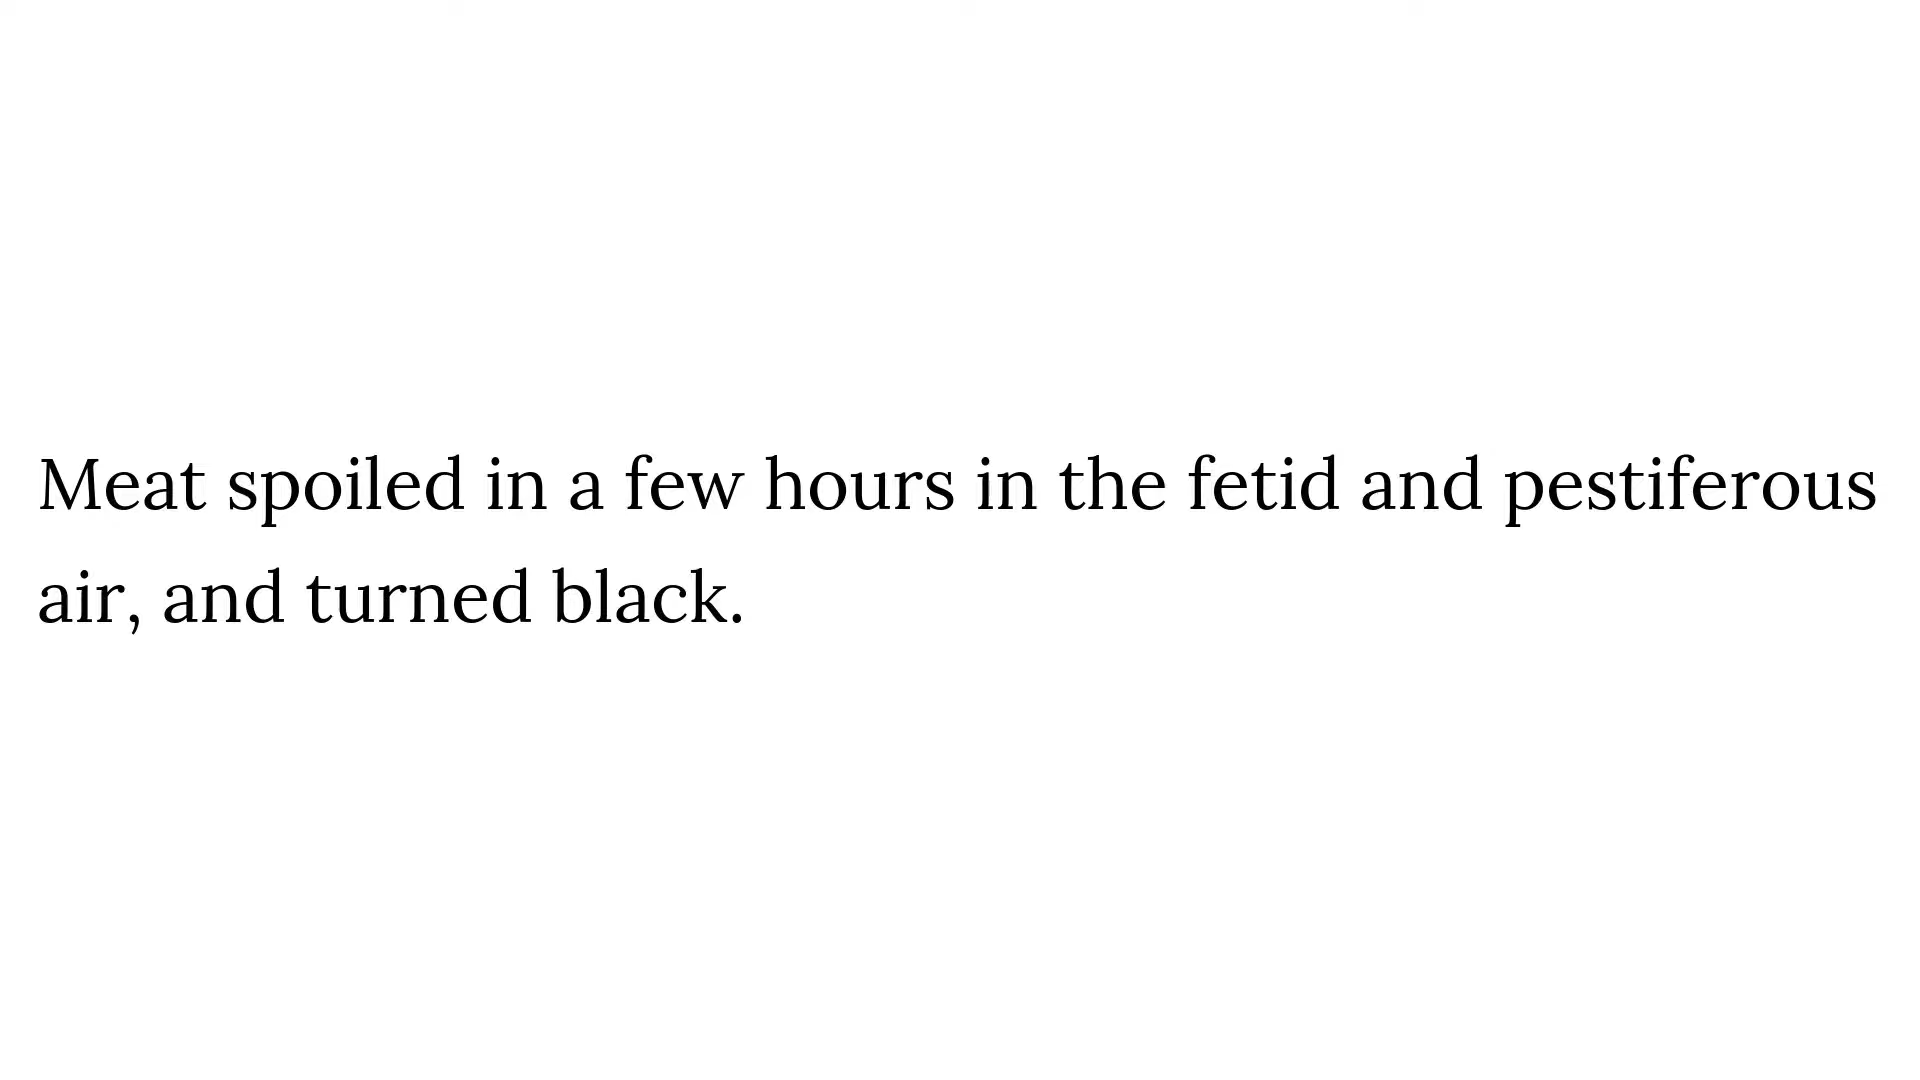 Meat spoiled in a few hours in the fetid and pestiferous
air, and turned black.